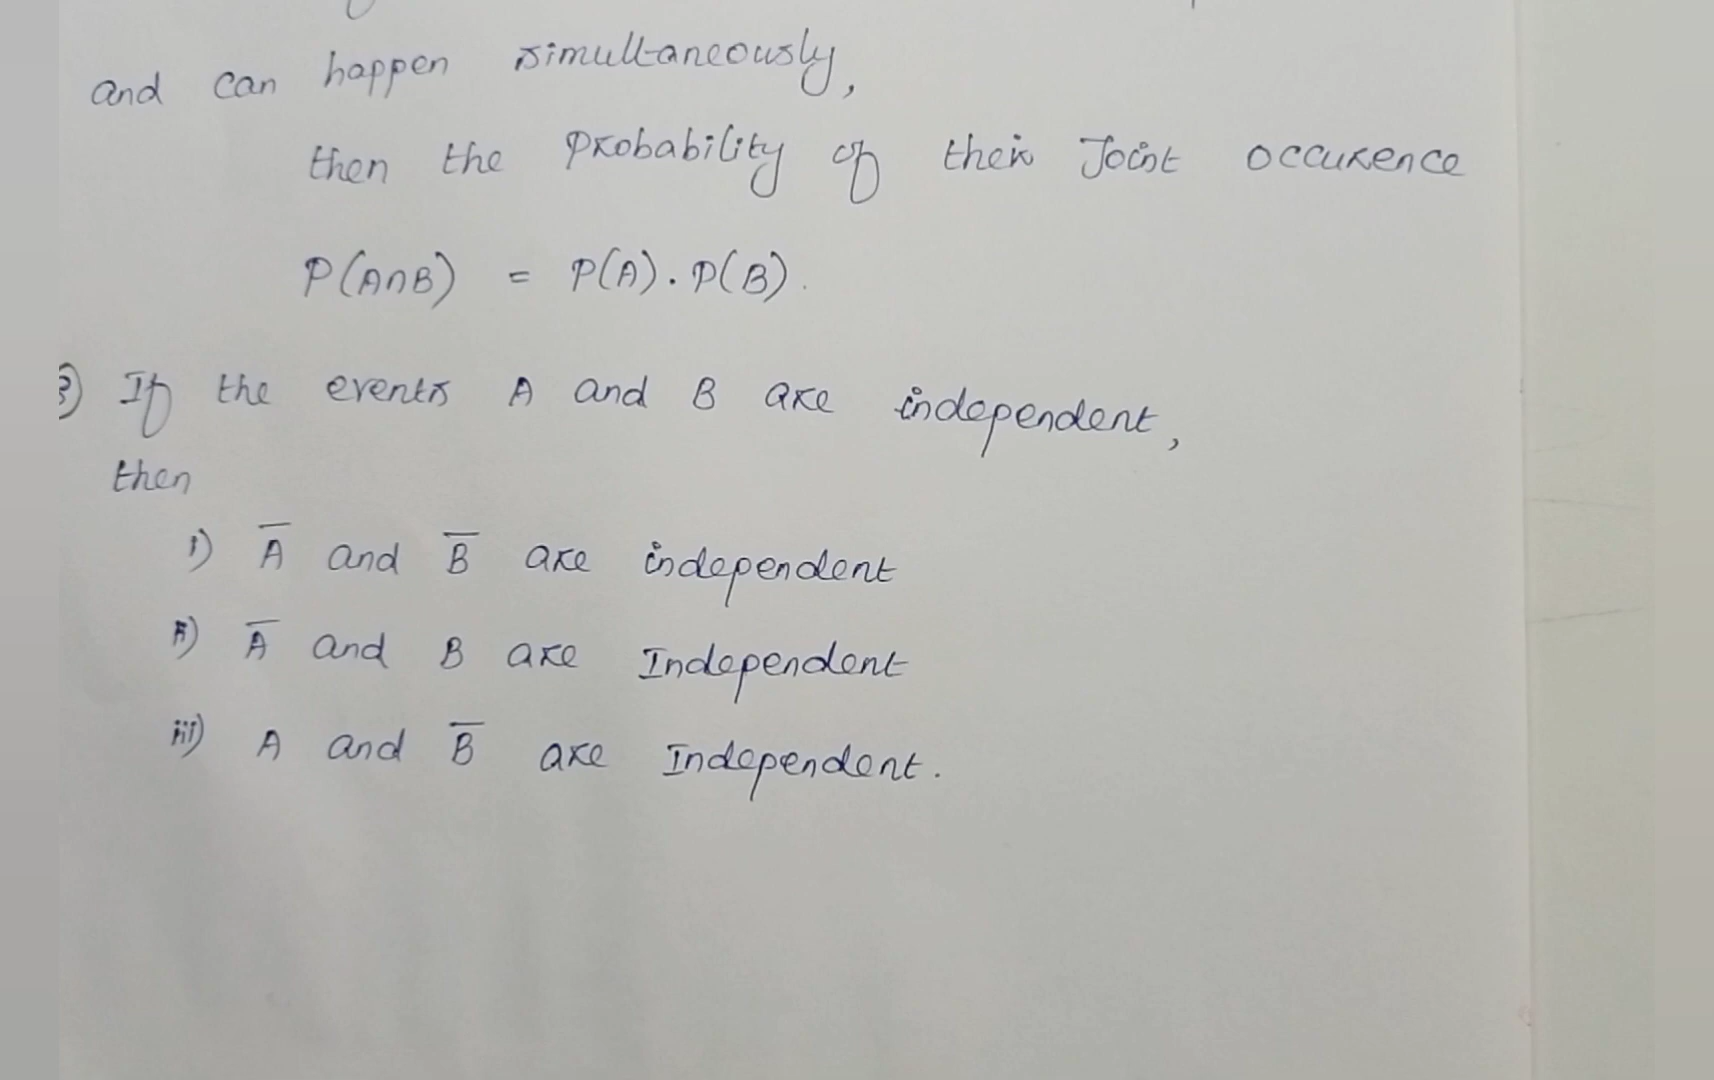 and can happen simultaneously,
then the probability of their Joint occurence
P(A∩B) = P(A). P(B).
3) If the events A and B are independent,
then
i) A̅ and B̅ are independent
ii) A̅ and B are Independent
iii) A and B̅ are Independent.